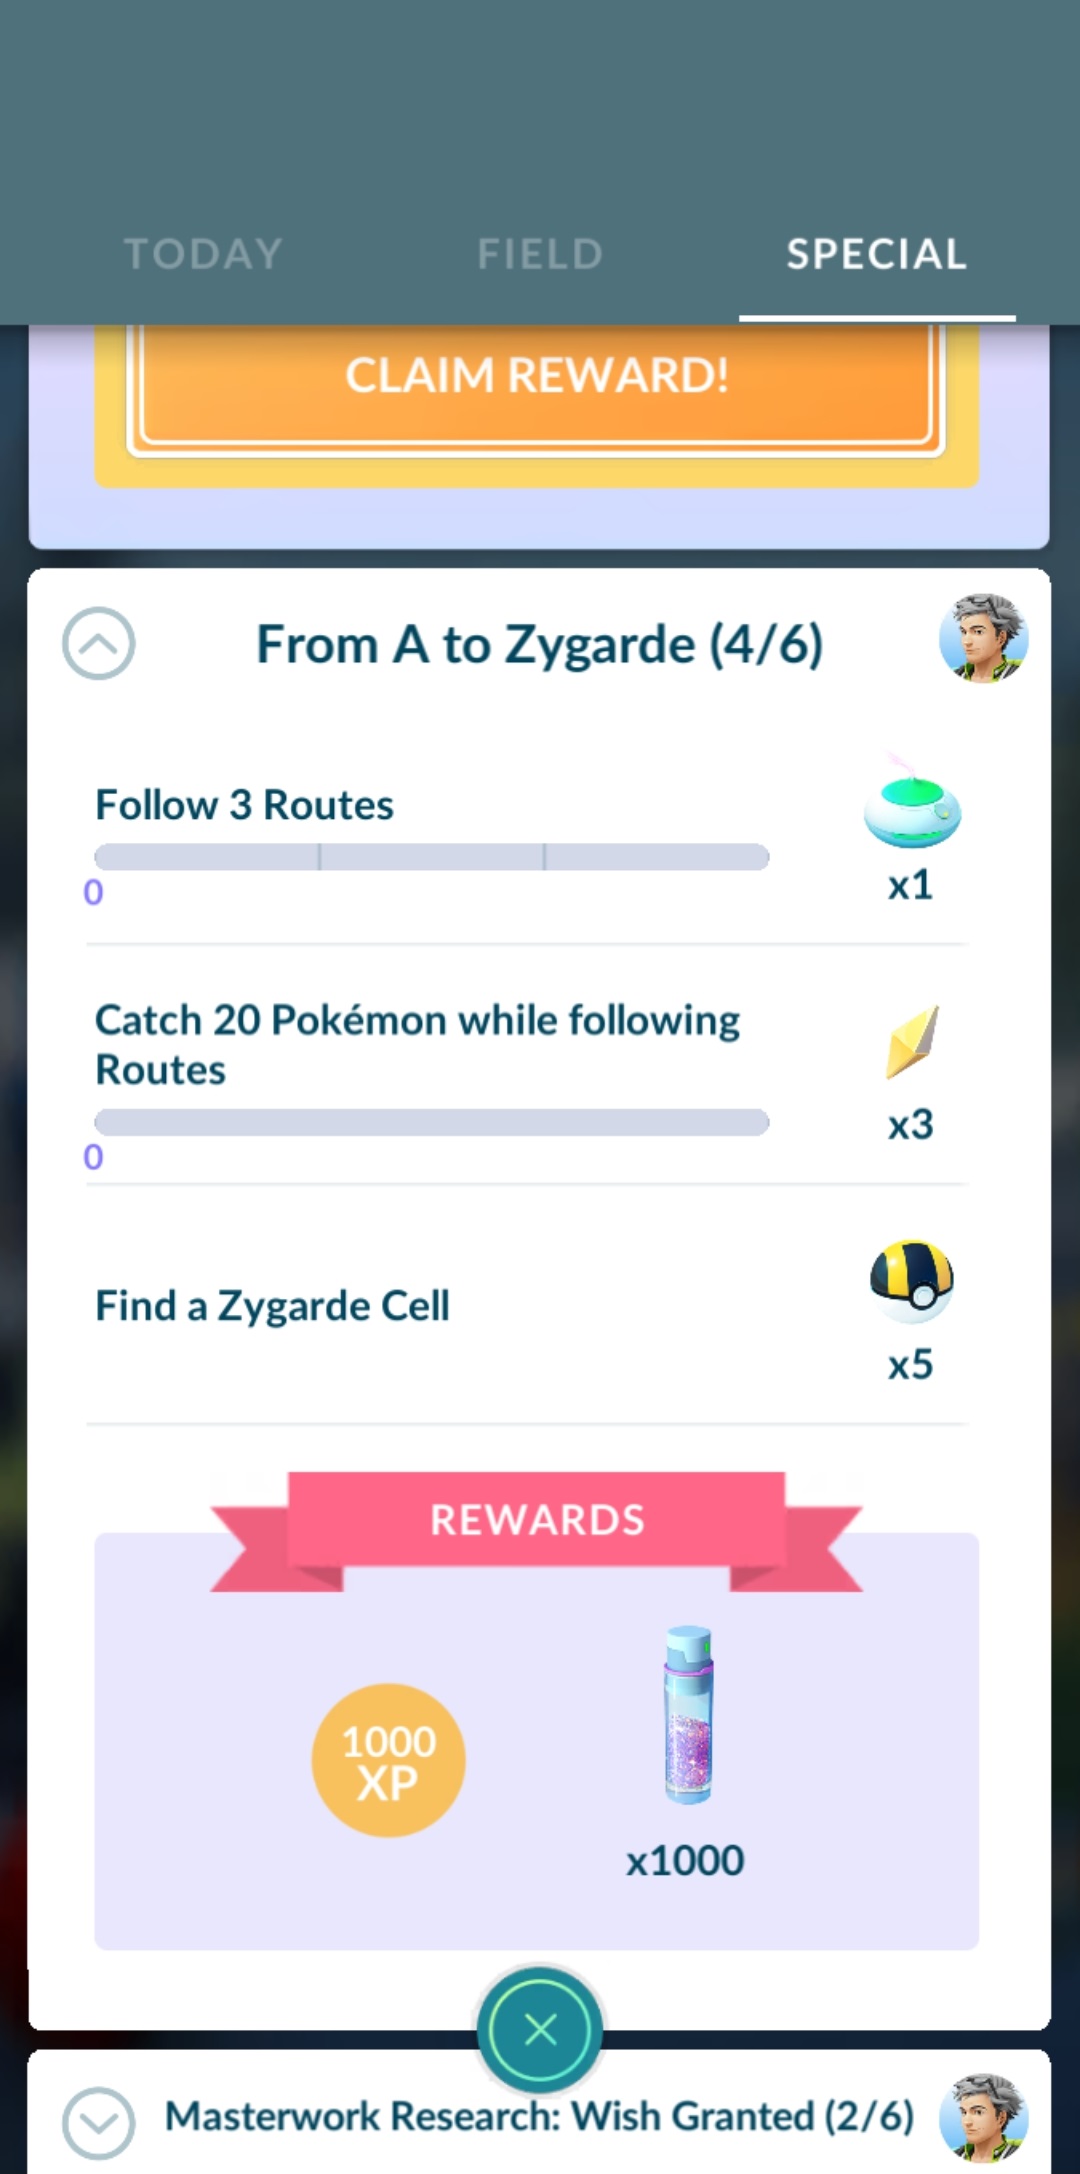 TODAY
FIELD
SPECIAL
CLAIM REWARD!
From A to Zygarde (4/6)
Follow 3 Routes
0
x1
Catch 20 Pokémon while following
Routes
0
x3
Find a Zygarde Cell
x5
REWARDS
1000
XP
x1000
Masterwork Research: Wish Granted (2/6)